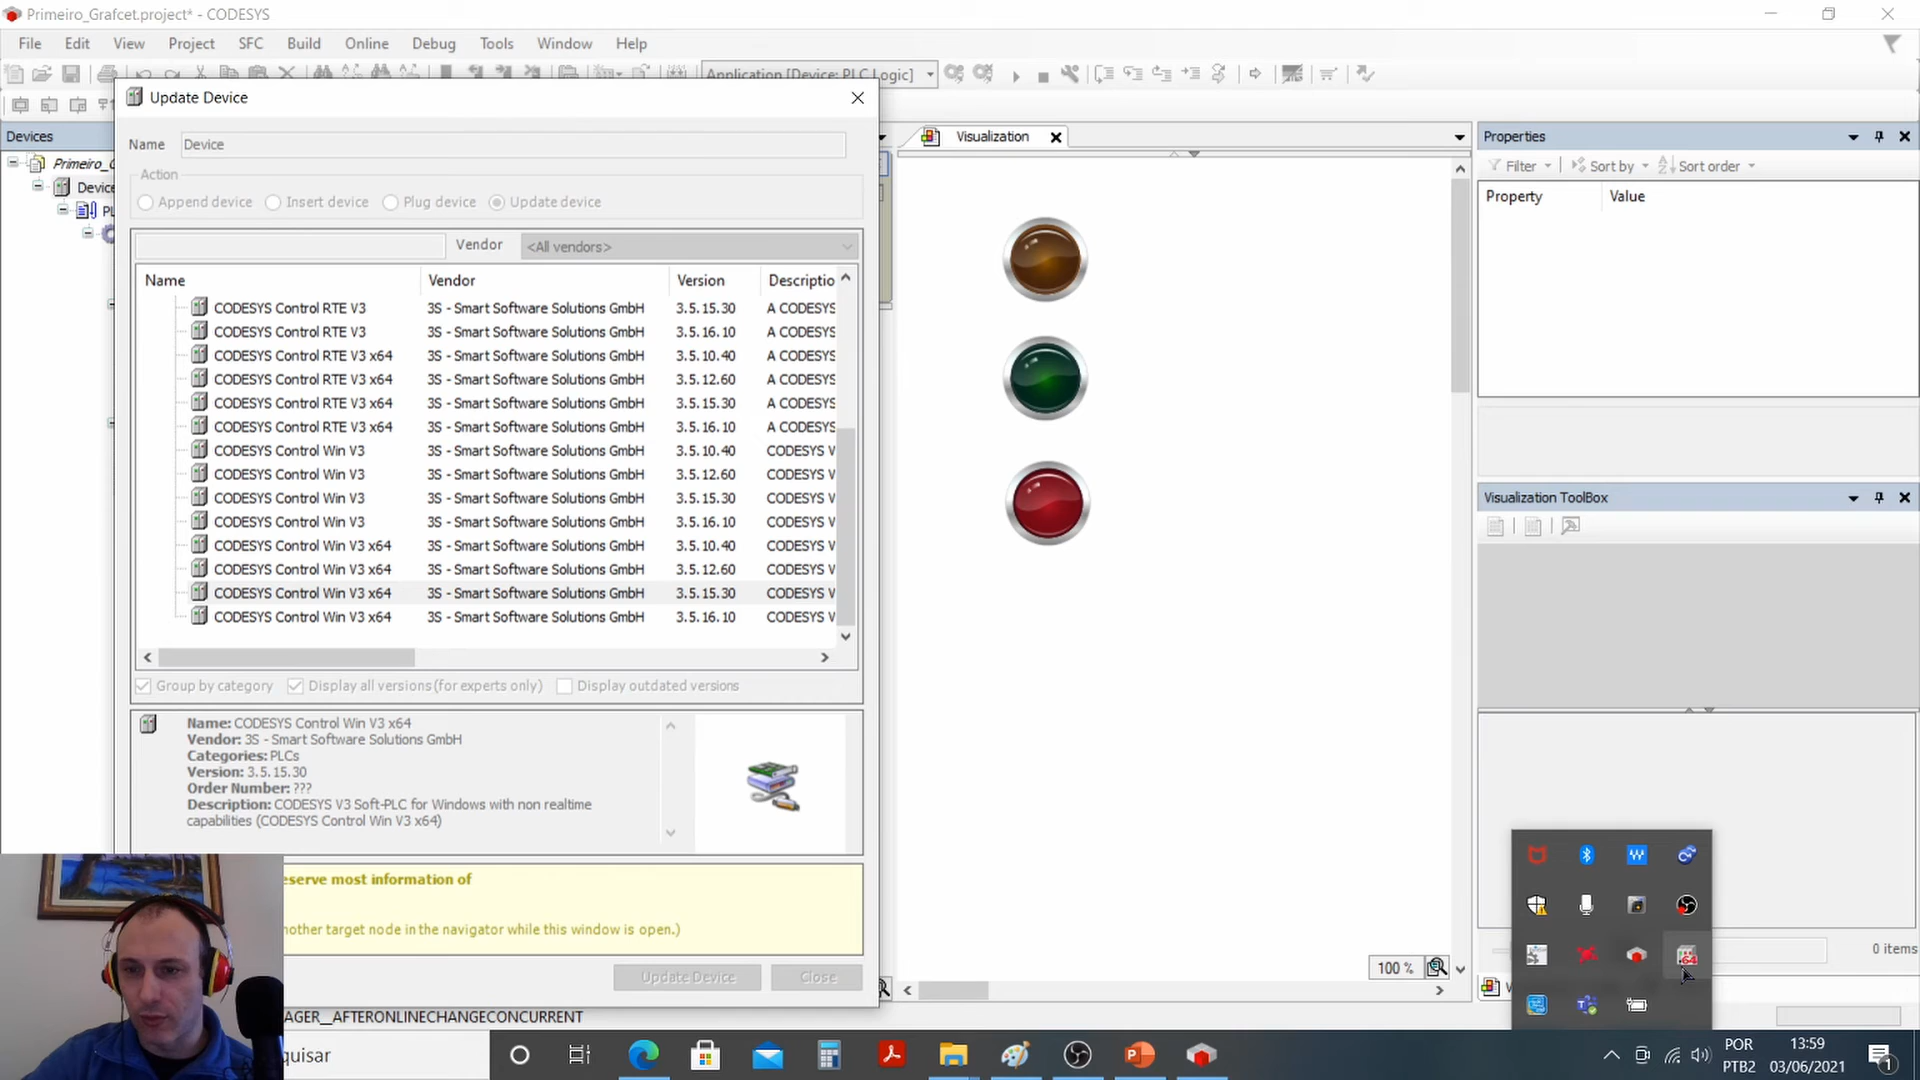 Primeiro_Grafcet.project* - CODESYS
File Edit View Project SFC Build Online Debug Tools Window Help
Application [Device: PLC Logic]
Update Device
Devices
Visualization
Properties
Name Device
Primeiro_G
Filter Sort by Sort order
Action
Device
Append device Insert device Plug device Update device
Property Value
PL
Vendor <All vendors>
Name Vendor Version Descriptio
CODESYS Control RTE V3 3S - Smart Software Solutions GmbH 3.5.15.30 A CODESYS
CODESYS Control RTE V3 3S - Smart Software Solutions GmbH 3.5.16.10 A CODESYS
CODESYS Control RTE V3 x64 3S - Smart Software Solutions GmbH 3.5.10.40 A CODESYS
CODESYS Control RTE V3 x64 3S - Smart Software Solutions GmbH 3.5.12.60 A CODESYS
CODESYS Control RTE V3 x64 3S - Smart Software Solutions GmbH 3.5.15.30 A CODESYS
CODESYS Control RTE V3 x64 3S - Smart Software Solutions GmbH 3.5.16.10 A CODESYS
CODESYS Control Win V3 3S - Smart Software Solutions GmbH 3.5.10.40 CODESYS V
CODESYS Control Win V3 3S - Smart Software Solutions GmbH 3.5.12.60 CODESYS V
CODESYS Control Win V3 3S - Smart Software Solutions GmbH 3.5.15.30 CODESYS V
CODESYS Control Win V3 3S - Smart Software Solutions GmbH 3.5.16.10 CODESYS V
CODESYS Control Win V3 x64 3S - Smart Software Solutions GmbH 3.5.10.40 CODESYS V
CODESYS Control Win V3 x64 3S - Smart Software Solutions GmbH 3.5.12.60 CODESYS V
CODESYS Control Win V3 x64 3S - Smart Software Solutions GmbH 3.5.15.30 CODESYS V
CODESYS Control Win V3 x64 3S - Smart Software Solutions GmbH 3.5.16.10 CODESYS V
Visualization ToolBox
Group by category Display all versions (for experts only) Display outdated versions
Name: CODESYS Control Win V3 x64
Vendor: 3S - Smart Software Solutions GmbH
Categories: PLCs
Version: 3.5.15.30
Order Number: ???
Description: CODESYS V3 Soft-PLC for Windows with non realtime
capabilities (CODESYS Control Win V3 x64)
eserve most information of
nother target node in the navigator while this window is open.)
Update Device Close
100 %
0 items
64
AGER__AFTERONLINECHANGECONCURRENT
quisar
POR
PTB2
13:59
03/06/2021
1